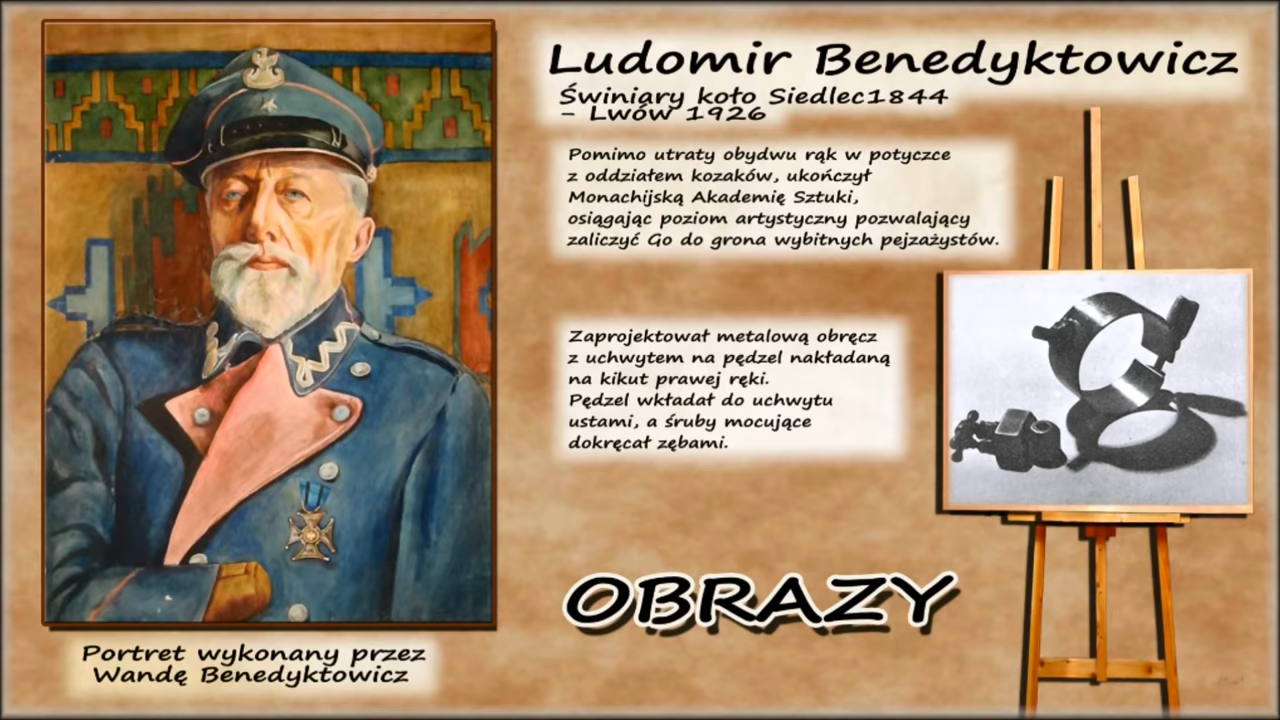 Ludomir Benedyktowicz
Świniary koło Siedlec1844
– Lwów 1926
Pomimo utraty obydwu rąk w potyczce
z oddziałem kozaków, ukończył
Monachijską Akademię Sztuki,
osiągając poziom artystyczny pozwalający
zaliczyć Go do grona wybitnych pejzażystów.
Zaprojektował metalową obręcz
z uchwytem na pędzel nakładaną
na kikut prawej ręki.
Pędzel wkładał do uchwytu
ustami, a śruby mocujące
dokręcał zębami.
OBRAZY
Portret wykonany przez
Wandę Benedyktowicz